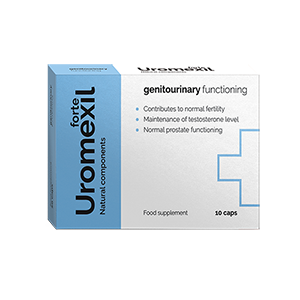 Uromexil
forte
Natural components
genitourinary functioning
Contributes to normal fertility
Maintenance of testosterone level
Normal prostate functioning
Food supplement
10 caps